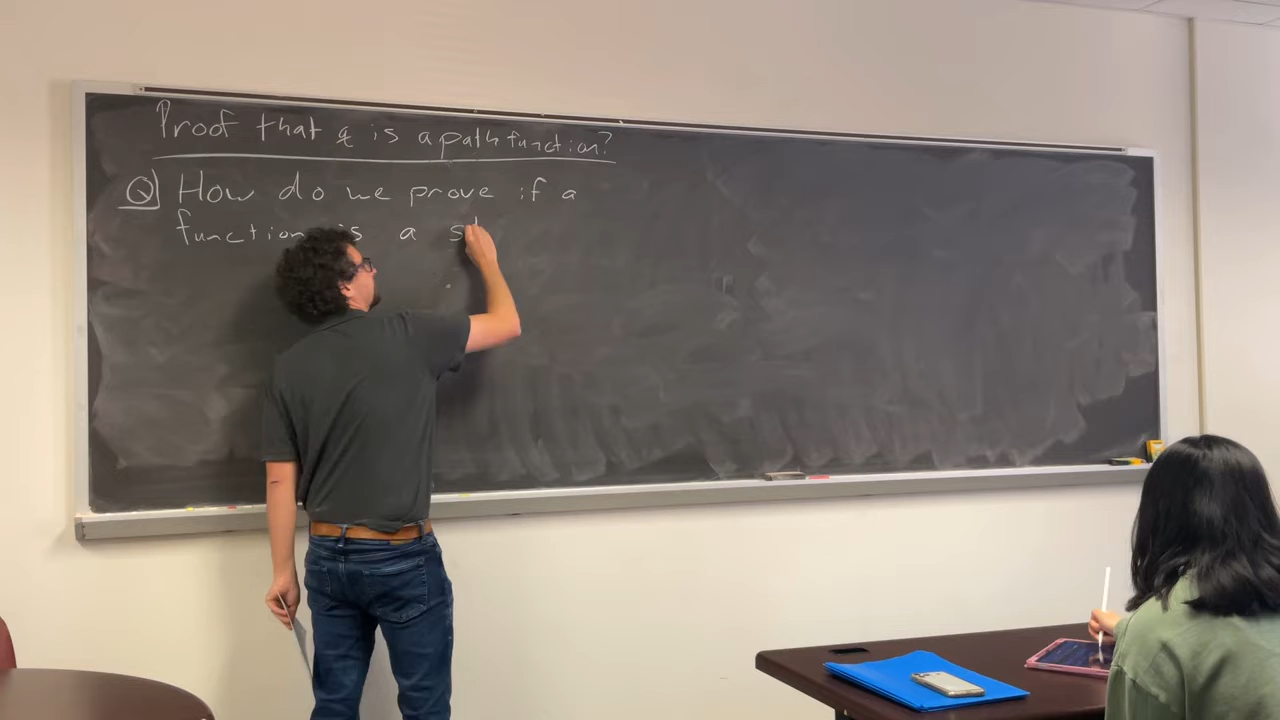 Proof that q is a path function?
Q How do we prove if a
function is a s